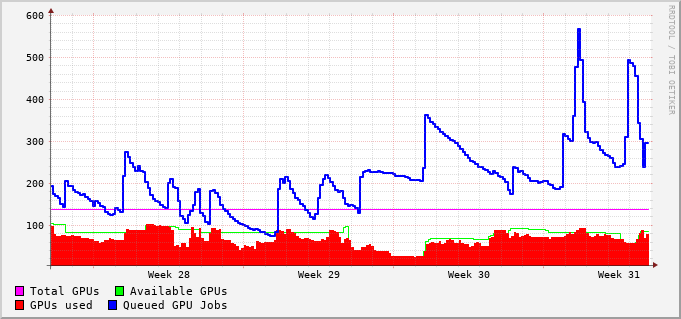 600
500
400
300
200
100
Week 28 Week 29 Week 30 Week 31
Total GPUs Available GPUs
GPUs used Queued GPU Jobs
RRDTOOL / TOBI OETIKER